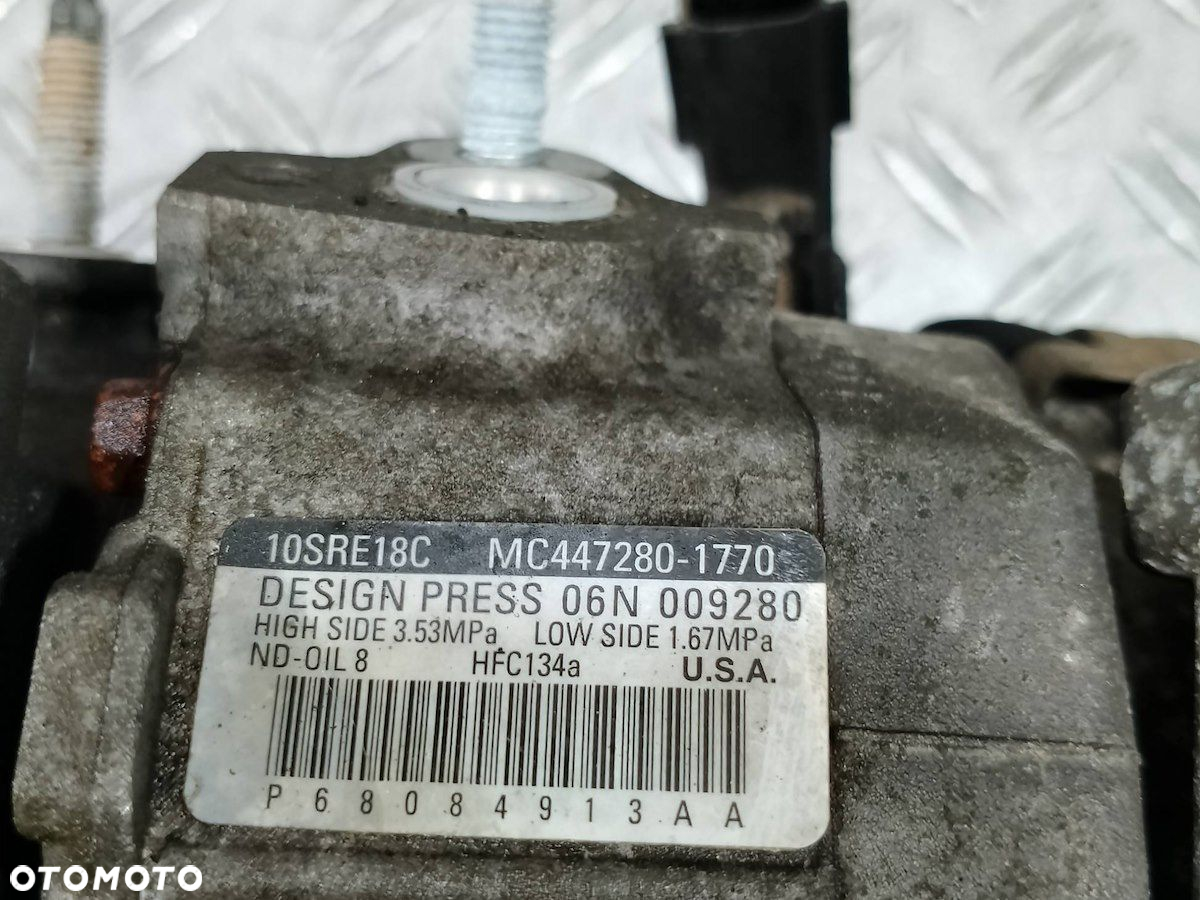 10SRE18C MC447280-1770
DESIGN PRESS 06N 009280
HIGH SIDE 3.53MPa LOW SIDE 1.67MPa
ND-OIL 8 HFC134a U.S.A.
P68084913AA
OTOMOTO